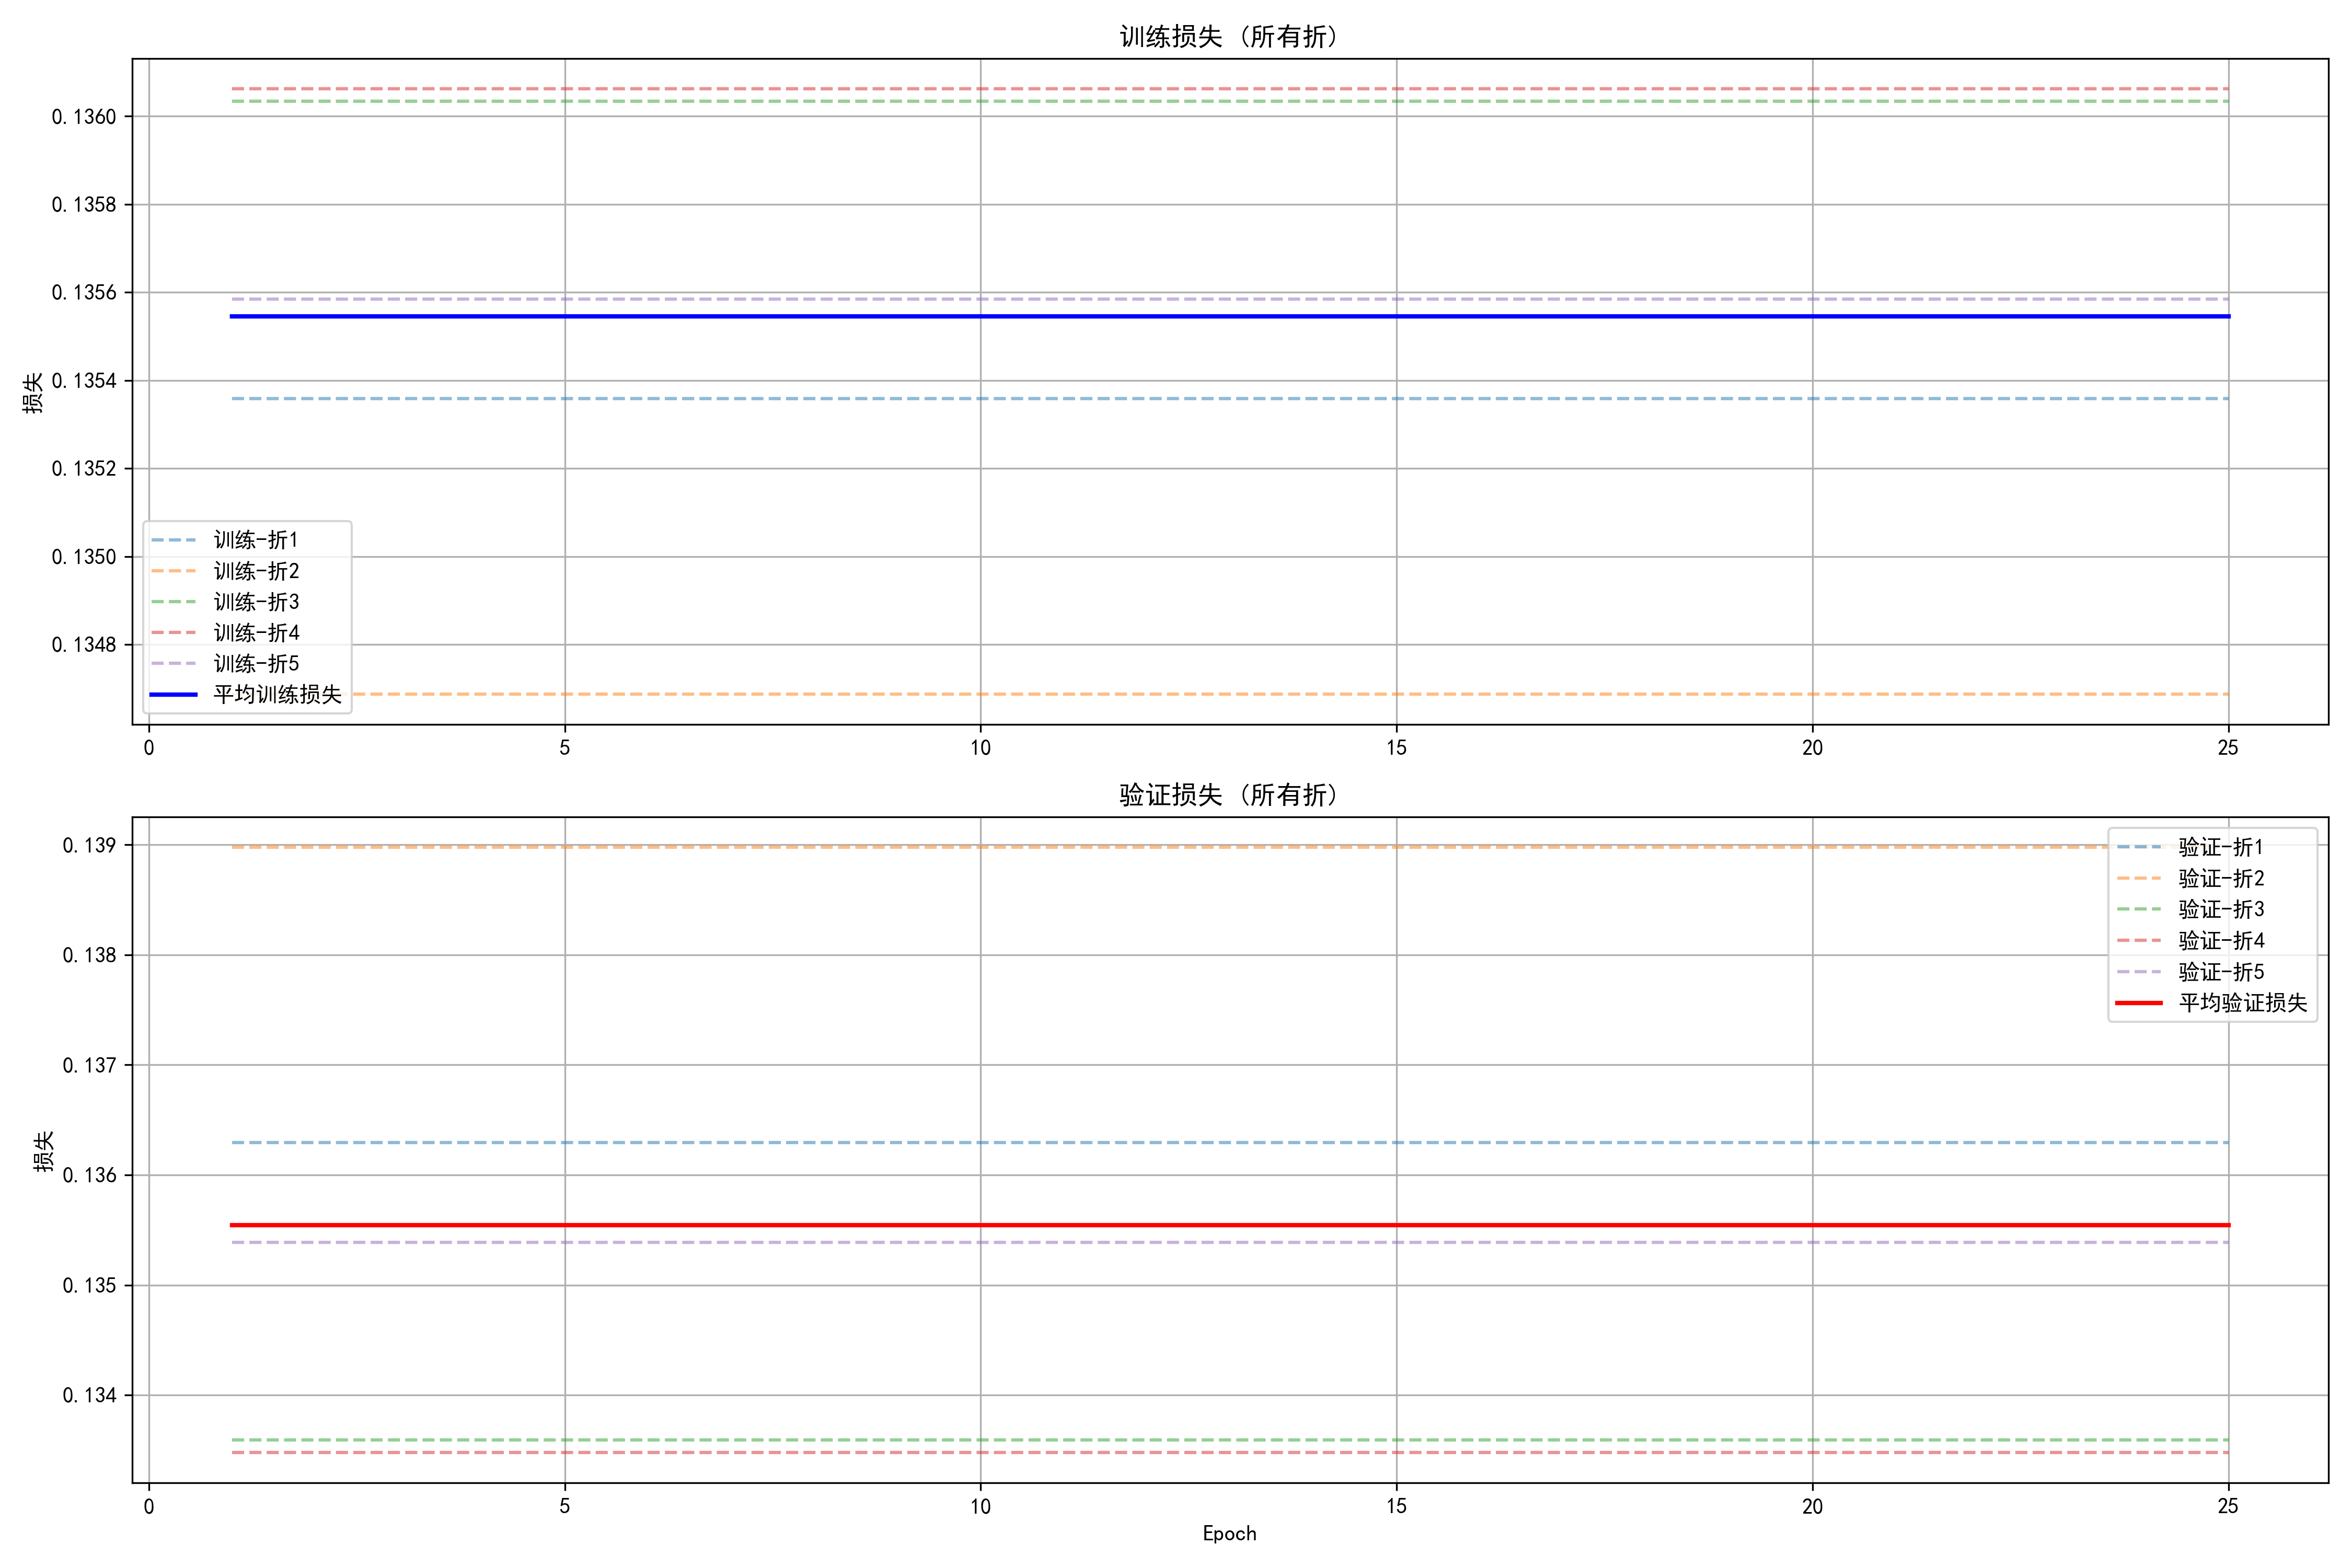 训练损失 (所有折)
0.1360
0.1358
0.1356
0.1354
0.1352
0.1350
0.1348
损失
训练-折1
训练-折2
训练-折3
训练-折4
训练-折5
平均训练损失
0 5 10 15 20 25
验证损失 (所有折)
0.139
0.138
0.137
0.136
0.135
0.134
损失
验证-折1
验证-折2
验证-折3
验证-折4
验证-折5
平均验证损失
0 5 10 15 20 25
Epoch